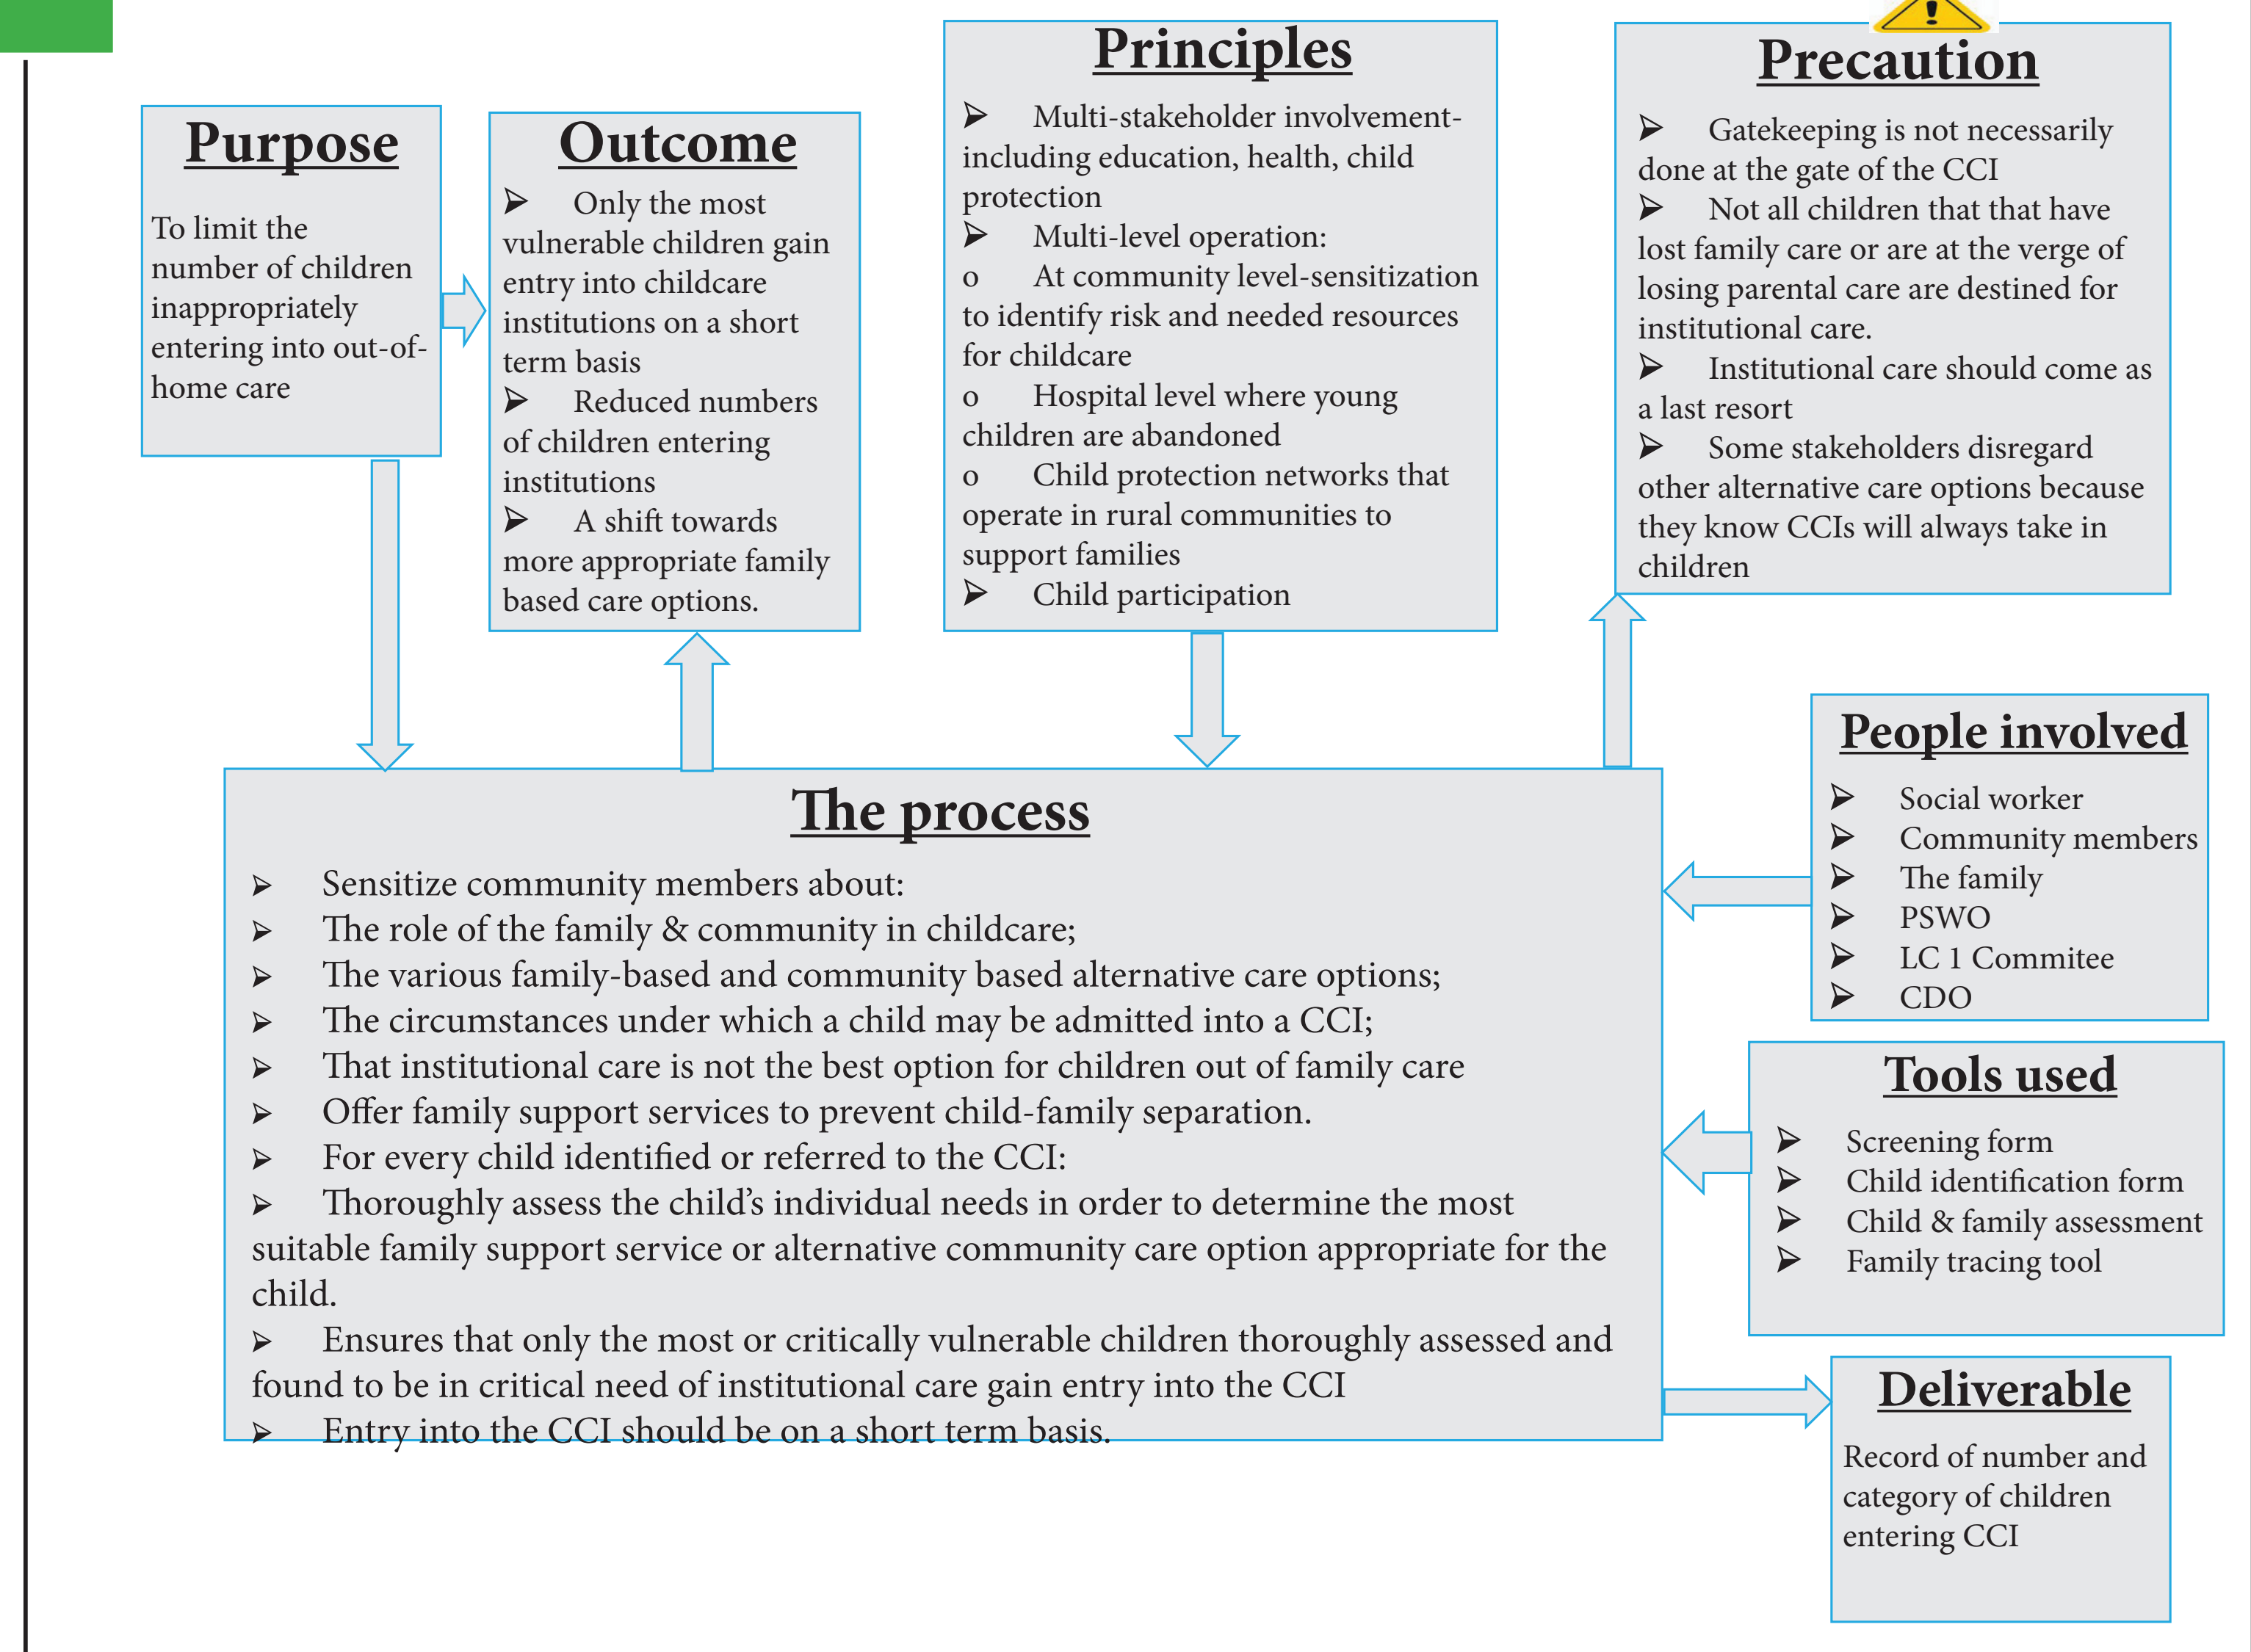 Purpose
To limit the
number of children
inappropriately
entering into out-of-
home care
Outcome
➢ Only the most
vulnerable children gain
entry into childcare
institutions on a short
term basis
➢ Reduced numbers
of children entering
institutions
➢ A shift towards
more appropriate family
based care options.
Principles
➢ Multi-stakeholder involvement-
including education, health, child
protection
➢ Multi-level operation:
o At community level-sensitization
to identify risk and needed resources
for childcare
o Hospital level where young
children are abandoned
o Child protection networks that
operate in rural communities to
support families
➢ Child participation
Precaution
➢ Gatekeeping is not necessarily
done at the gate of the CCI
➢ Not all children that that have
lost family care or are at the verge of
losing parental care are destined for
institutional care.
➢ Institutional care should come as
a last resort
➢ Some stakeholders disregard
other alternative care options because
they know CCIs will always take in
children
The process
➢ Sensitize community members about:
➢ The role of the family & community in childcare;
➢ The various family-based and community based alternative care options;
➢ The circumstances under which a child may be admitted into a CCI;
➢ That institutional care is not the best option for children out of family care
➢ Offer family support services to prevent child-family separation.
➢ For every child identified or referred to the CCI:
➢ Thoroughly assess the child’s individual needs in order to determine the most
suitable family support service or alternative community care option appropriate for the
child.
➢ Ensures that only the most or critically vulnerable children thoroughly assessed and
found to be in critical need of institutional care gain entry into the CCI
➢ Entry into the CCI should be on a short term basis.
People involved
➢ Social worker
➢ Community members
➢ The family
➢ PSWO
➢ LC 1 Commitee
➢ CDO
Tools used
➢ Screening form
➢ Child identification form
➢ Child & family assessment
➢ Family tracing tool
Deliverable
Record of number and
category of children
entering CCI